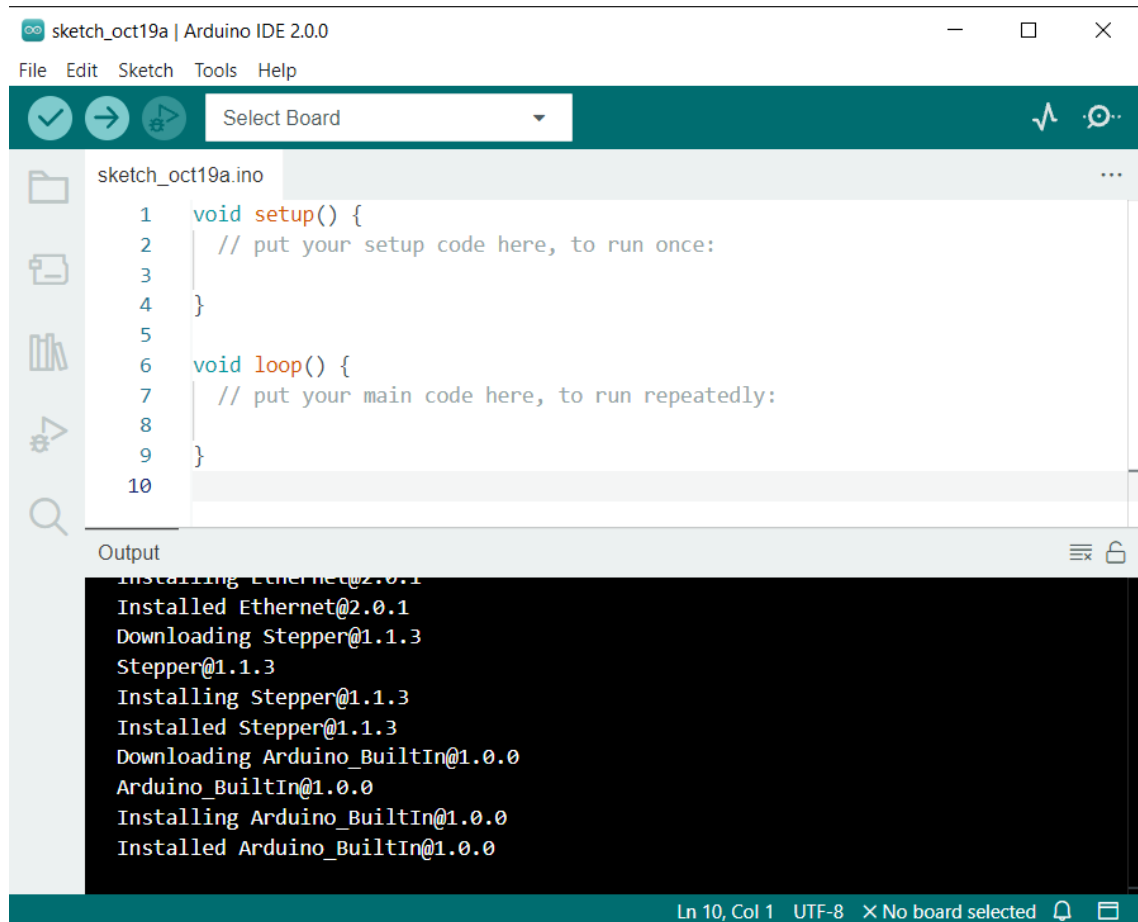 sketch_oct19a | Arduino IDE 2.0.0
File Edit Sketch Tools Help
Select Board
sketch_oct19a.ino
1 void setup() {
2 // put your setup code here, to run once:
3
4 }
5
6 void loop() {
7 // put your main code here, to run repeatedly:
8
9 }
10
Output
Installing Ethernet@2.0.1
Installed Ethernet@2.0.1
Downloading Stepper@1.1.3
Stepper@1.1.3
Installing Stepper@1.1.3
Installed Stepper@1.1.3
Downloading Arduino_BuiltIn@1.0.0
Arduino_BuiltIn@1.0.0
Installing Arduino_BuiltIn@1.0.0
Installed Arduino_BuiltIn@1.0.0
Ln 10, Col 1 UTF-8 × No board selected